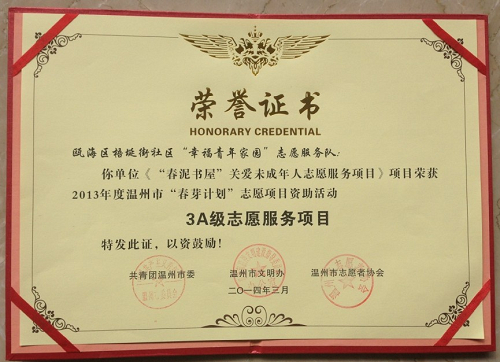 荣誉证书
HONORARY CREDENTIAL
瓯海区梧埏街社区“幸福青年家园”志愿服务队：
你单位《“春泥书屋”关爱未成年人志愿服务项目》项目荣获
2013年度温州市“春芽计划”志愿项目资助活动
3A级志愿服务项目
特发此证，以资鼓励！
共青团温州市委 温州市文明办 温州市志愿者协会
二〇一四年三月